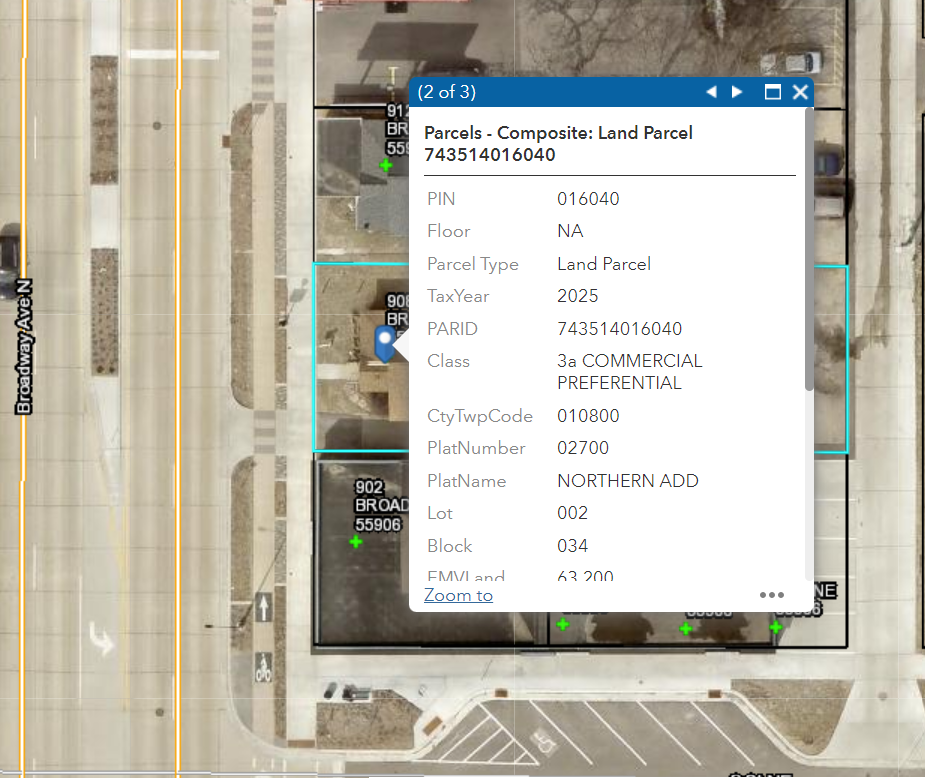 (2 of 3)
Parcels - Composite: Land Parcel
743514016040
PIN 016040
Floor NA
Parcel Type Land Parcel
TaxYear 2025
PARID 743514016040
Class 3a COMMERCIAL
PREFERENTIAL
CtyTwpCode 010800
PlatNumber 02700
PlatName NORTHERN ADD
Lot 002
Block 034
EMVLand 63,200
Zoom to
Broadway Ave N
912
BR
559
908
BR
902
BROAD
55906
NE